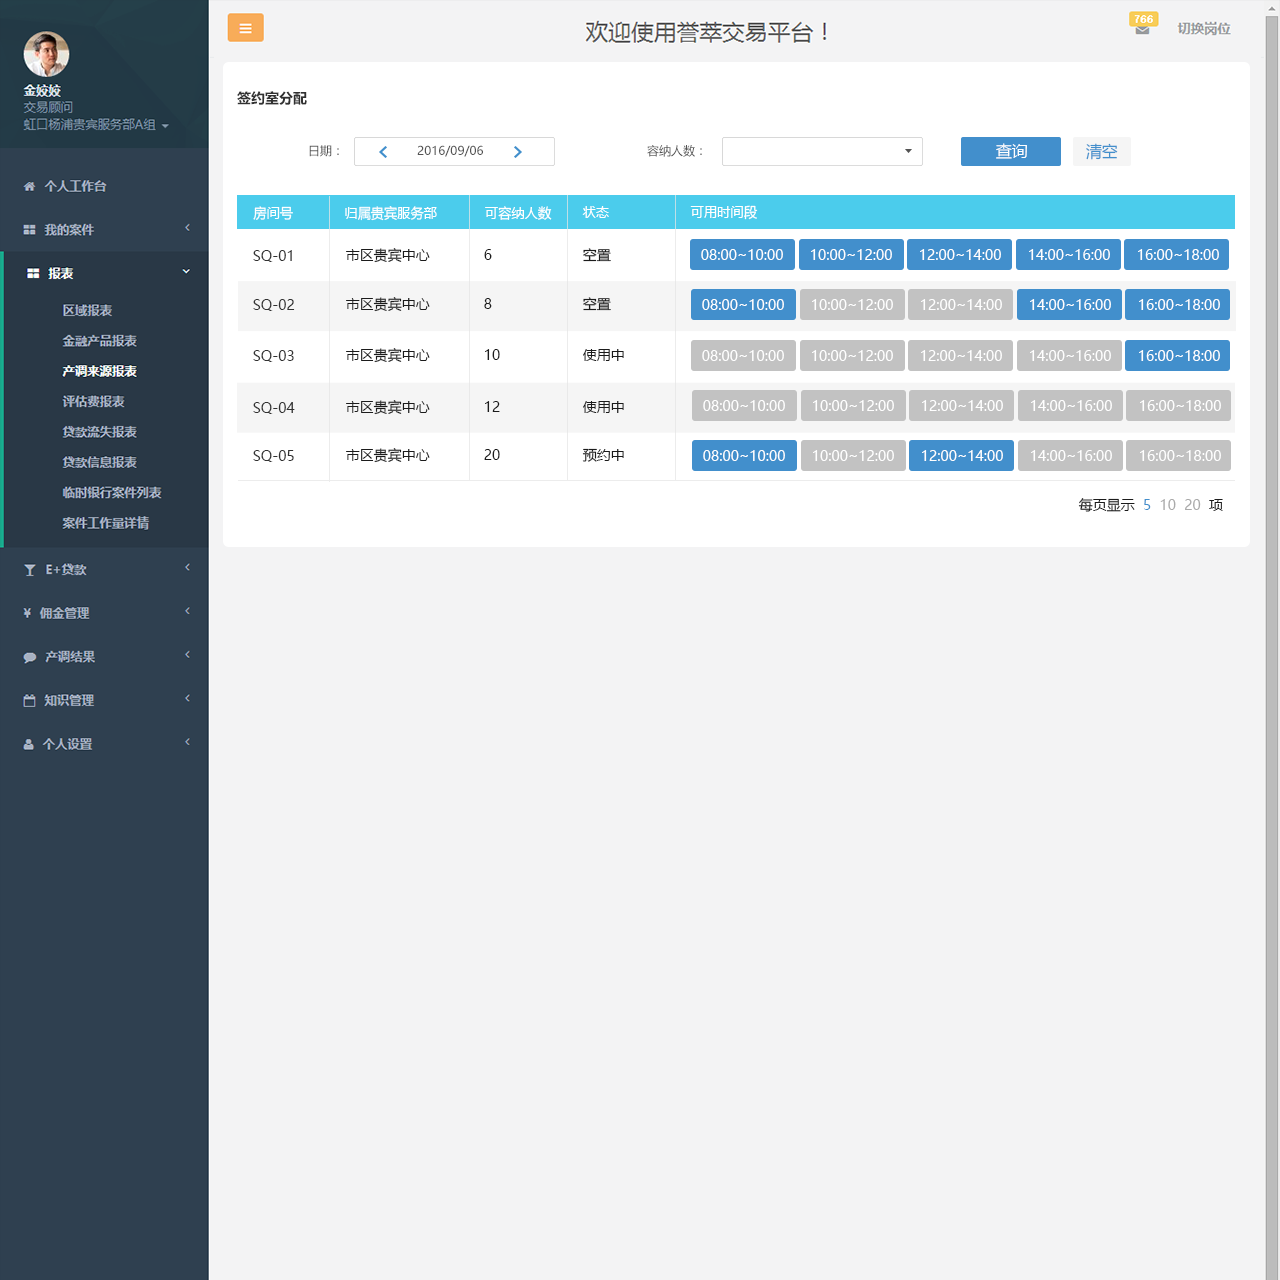 金姣姣
交易顾问
虹口杨浦贵宾服务部A组
个人工作台
我的案件
报表
区域报表
金融产品报表
产调来源报表
评估费报表
贷款流失报表
贷款信息报表
临时银行案件列表
案件工作量详情
E+贷款
¥ 佣金管理
产调结果
知识管理
个人设置
欢迎使用誉萃交易平台！
766
切换岗位
签约室分配
日期： 2016/09/06 容纳人数： 查询 清空
房间号 归属贵宾服务部 可容纳人数 状态 可用时间段
SQ-01 市区贵宾中心 6 空置 08:00~10:00 10:00~12:00 12:00~14:00 14:00~16:00 16:00~18:00
SQ-02 市区贵宾中心 8 空置 08:00~10:00 10:00~12:00 12:00~14:00 14:00~16:00 16:00~18:00
SQ-03 市区贵宾中心 10 使用中 08:00~10:00 10:00~12:00 12:00~14:00 14:00~16:00 16:00~18:00
SQ-04 市区贵宾中心 12 使用中 08:00~10:00 10:00~12:00 12:00~14:00 14:00~16:00 16:00~18:00
SQ-05 市区贵宾中心 20 预约中 08:00~10:00 10:00~12:00 12:00~14:00 14:00~16:00 16:00~18:00
每页显示 5 10 20 项